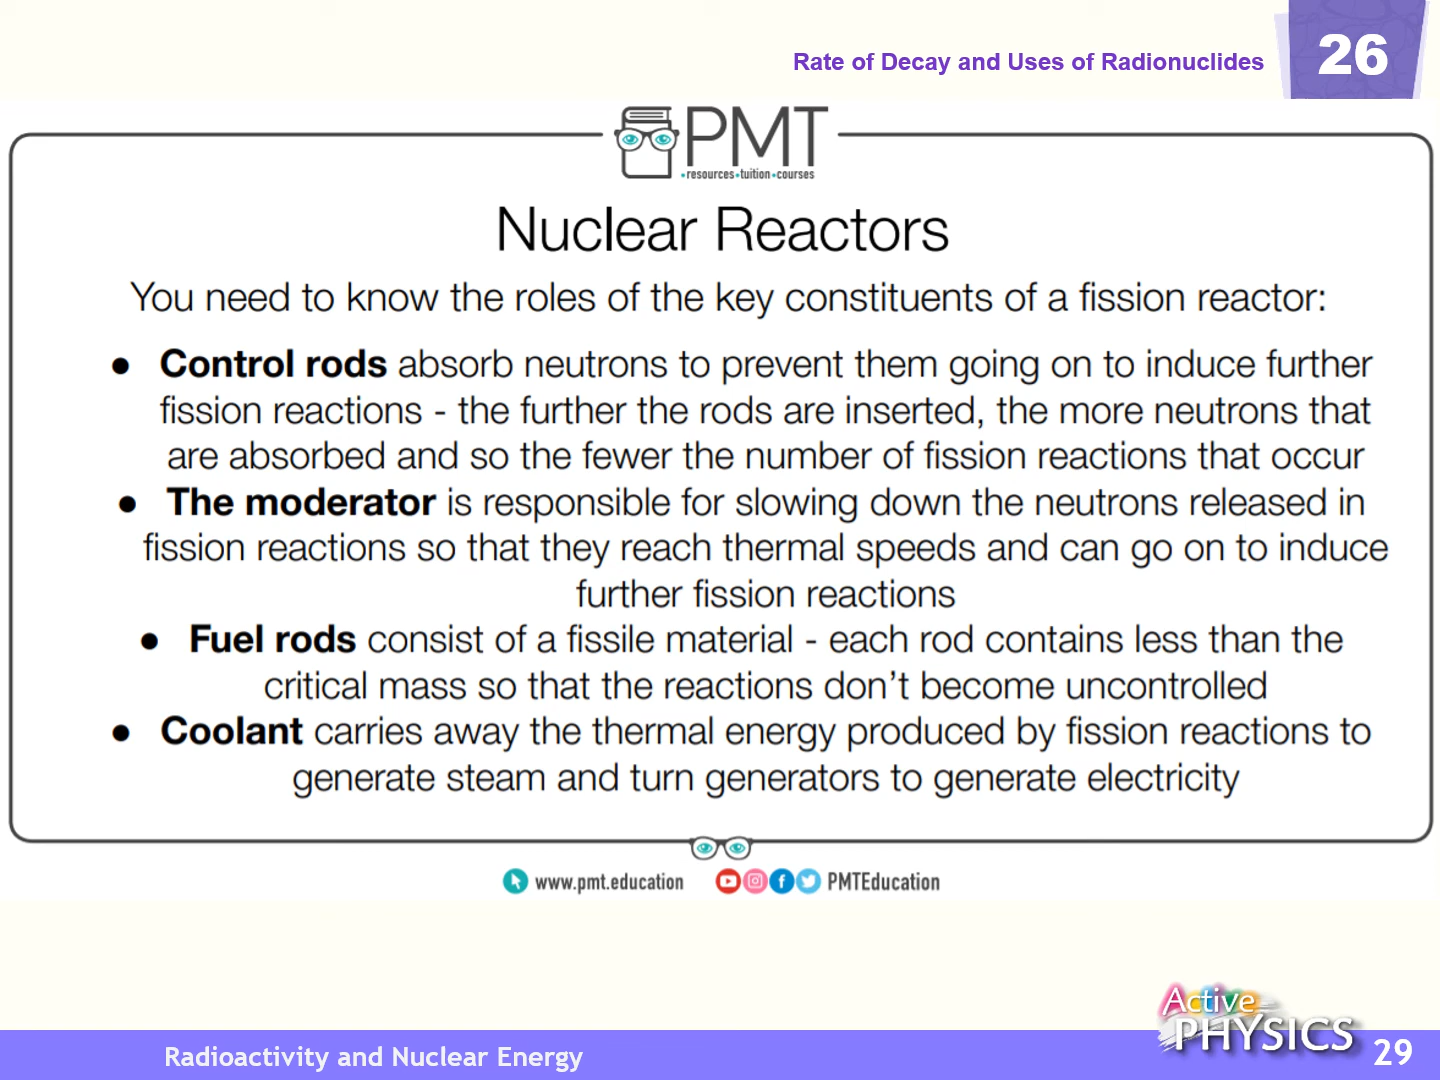 Rate of Decay and Uses of Radionuclides
26
PMT
•resources•tuition•courses
Nuclear Reactors
You need to know the roles of the key constituents of a fission reactor:
● Control rods absorb neutrons to prevent them going on to induce further
fission reactions - the further the rods are inserted, the more neutrons that
are absorbed and so the fewer the number of fission reactions that occur
● The moderator is responsible for slowing down the neutrons released in
fission reactions so that they reach thermal speeds and can go on to induce
further fission reactions
● Fuel rods consist of a fissile material - each rod contains less than the
critical mass so that the reactions don’t become uncontrolled
● Coolant carries away the thermal energy produced by fission reactions to
generate steam and turn generators to generate electricity
www.pmt.education PMTEducation
Active
PHYSICS
Radioactivity and Nuclear Energy
29